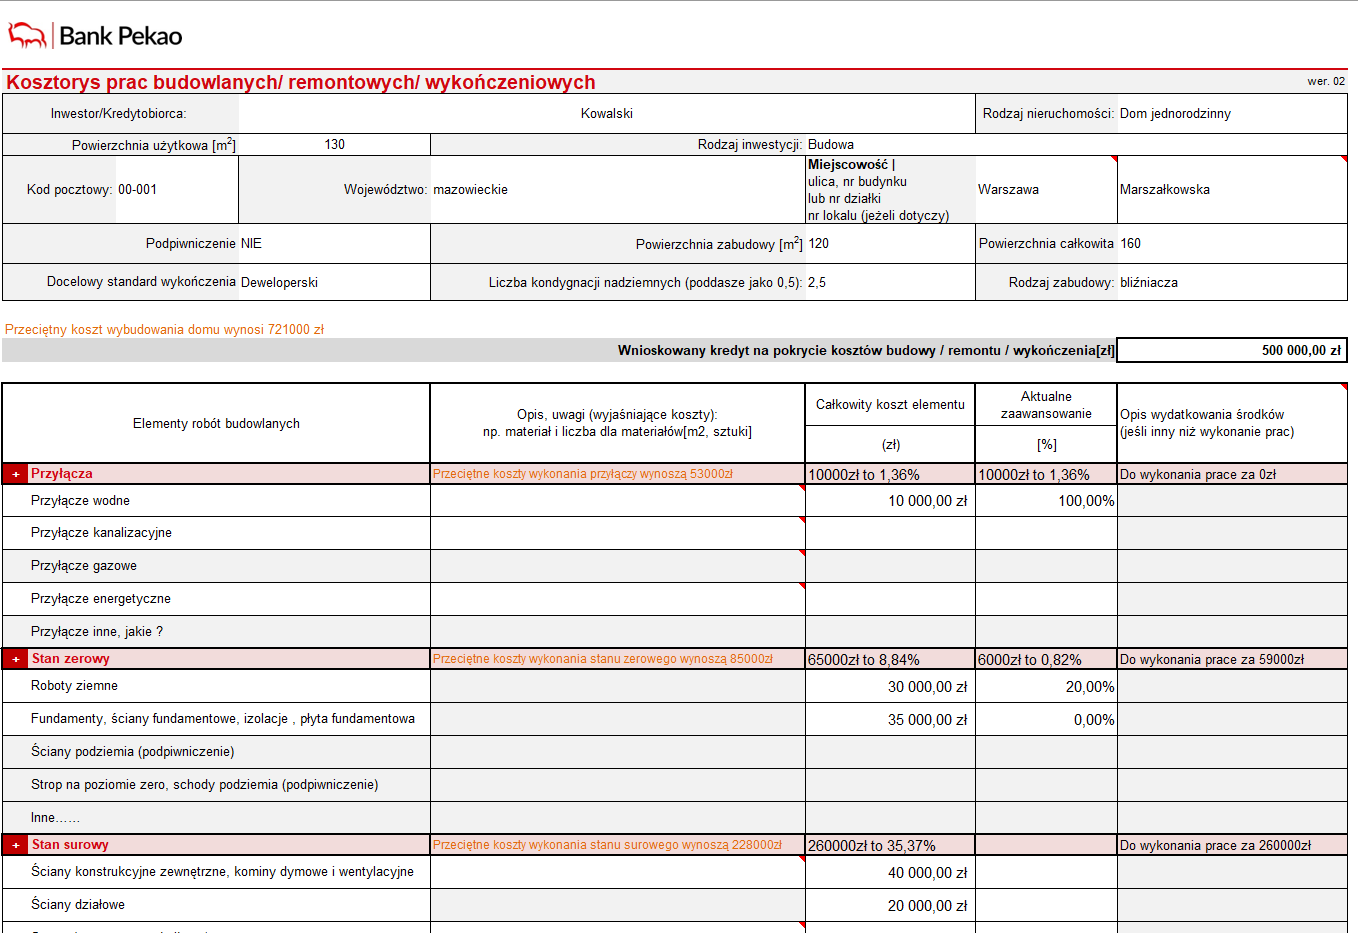 Bank Pekao
Kosztorys prac budowlanych/ remontowych/ wykończeniowych
wer. 02
Inwestor/Kredytobiorca:
Kowalski
Rodzaj nieruchomości:
Dom jednorodzinny
Powierzchnia użytkowa [m²]
130
Rodzaj inwestycji:
Budowa
Kod pocztowy:
00-001
Województwo:
mazowieckie
Miejscowość |
ulica, nr budynku
lub nr działki
nr lokalu (jeżeli dotyczy)
Warszawa
Marszałkowska
Podpiwniczenie
NIE
Powierzchnia zabudowy [m²]
120
Powierzchnia całkowita
160
Docelowy standard wykończenia
Deweloperski
Liczba kondygnacji nadziemnych (poddasze jako 0,5):
2,5
Rodzaj zabudowy:
bliźniacza
Przeciętny koszt wybudowania domu wynosi 721000 zł
Wnioskowany kredyt na pokrycie kosztów budowy / remontu / wykończenia[zł]
500 000,00 zł
Elementy robót budowlanych
Opis, uwagi (wyjaśniające koszty):
np. materiał i liczba dla materiałów[m2, sztuki]
Całkowity koszt elementu
(zł)
Aktualne
zaawansowanie
[%]
Opis wydatkowania środków
(jeśli inny niż wykonanie prac)
+ Przyłącza
Przeciętne koszty wykonania przyłączy wynoszą 53000zł
10000zł to 1,36%
10000zł to 1,36%
Do wykonania prace za 0zł
Przyłącze wodne
10 000,00 zł
100,00%
Przyłącze kanalizacyjne
Przyłącze gazowe
Przyłącze energetyczne
Przyłącze inne, jakie ?
+ Stan zerowy
Przeciętne koszty wykonania stanu zerowego wynoszą 85000zł
65000zł to 8,84%
6000zł to 0,82%
Do wykonania prace za 59000zł
Roboty ziemne
30 000,00 zł
20,00%
Fundamenty, ściany fundamentowe, izolacje , płyta fundamentowa
35 000,00 zł
0,00%
Ściany podziemia (podpiwniczenie)
Strop na poziomie zero, schody podziemia (podpiwniczenie)
Inne......
+ Stan surowy
Przeciętne koszty wykonania stanu surowego wynoszą 228000zł
260000zł to 35,37%
Do wykonania prace za 260000zł
Ściany konstrukcyjne zewnętrzne, kominy dymowe i wentylacyjne
40 000,00 zł
Ściany działowe
20 000,00 zł